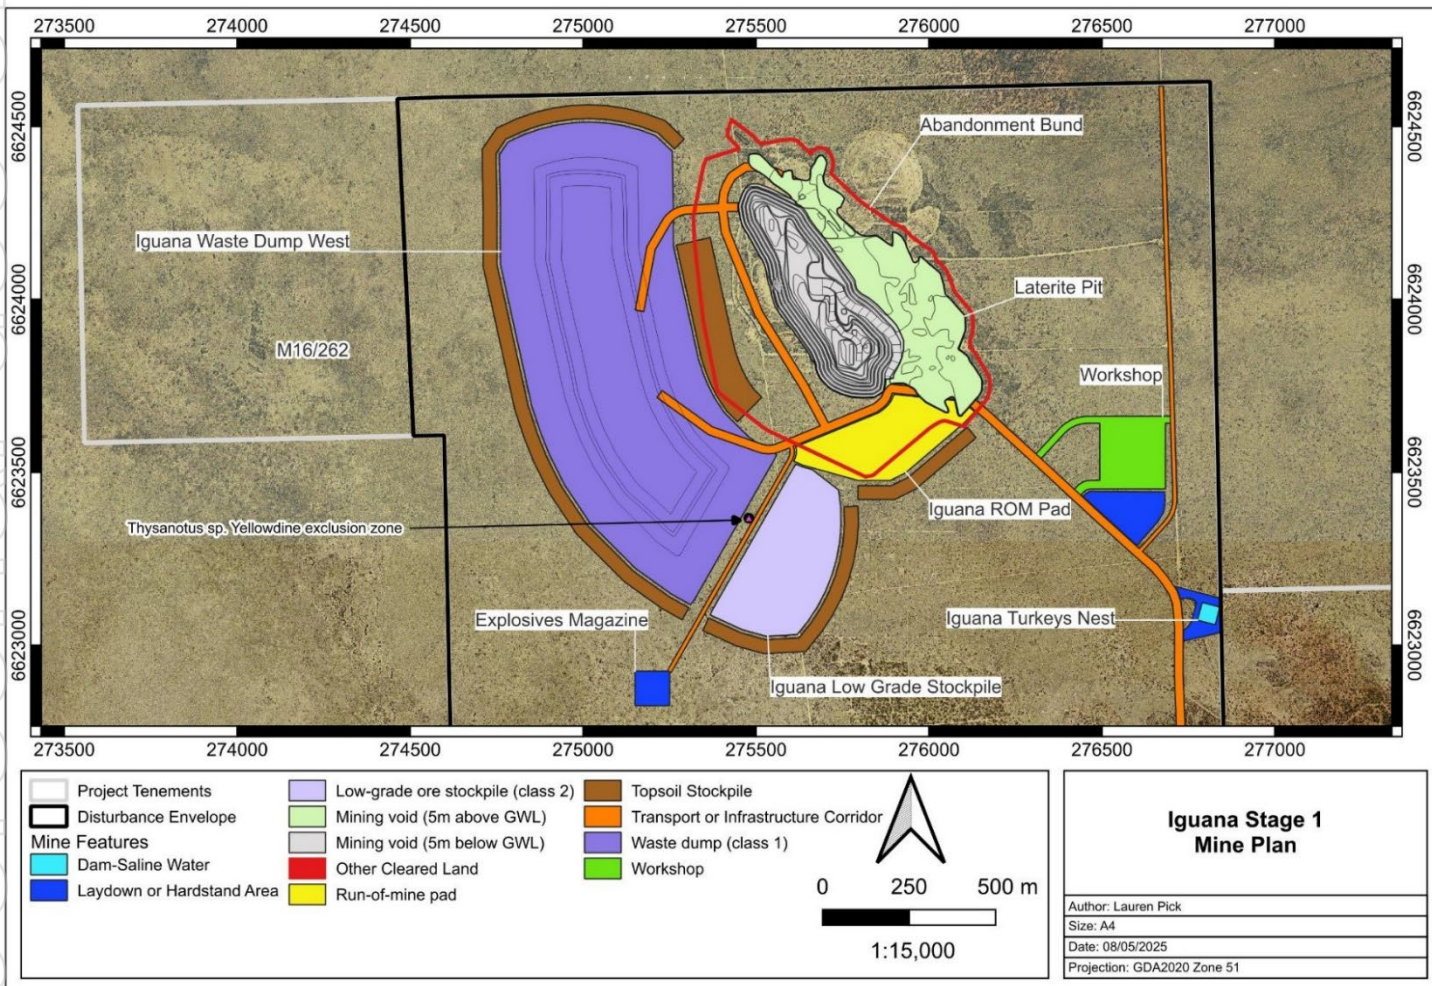 273500 274000 274500 275000 275500 276000 276500 277000
6624500
6624500
Abandonment Bund
Iguana Waste Dump West
6624000
6624000
Laterite Pit
M16/262
Workshop
6623500
6623500
Iguana ROM Pad
Thysanotus sp. Yellowdine exclusion zone
Explosives Magazine
Iguana Turkeys Nest
6623000
6623000
Iguana Low Grade Stockpile
273500 274000 274500 275000 275500 276000 276500 277000
Project Tenements
Disturbance Envelope
Mine Features
Dam-Saline Water
Laydown or Hardstand Area
Low-grade ore stockpile (class 2)
Mining void (5m above GWL)
Mining void (5m below GWL)
Other Cleared Land
Run-of-mine pad
Topsoil Stockpile
Transport or Infrastructure Corridor
Waste dump (class 1)
Workshop
0 250 500 m
1:15,000
Iguana Stage 1
Mine Plan
Author: Lauren Pick
Size: A4
Date: 08/05/2025
Projection: GDA2020 Zone 51